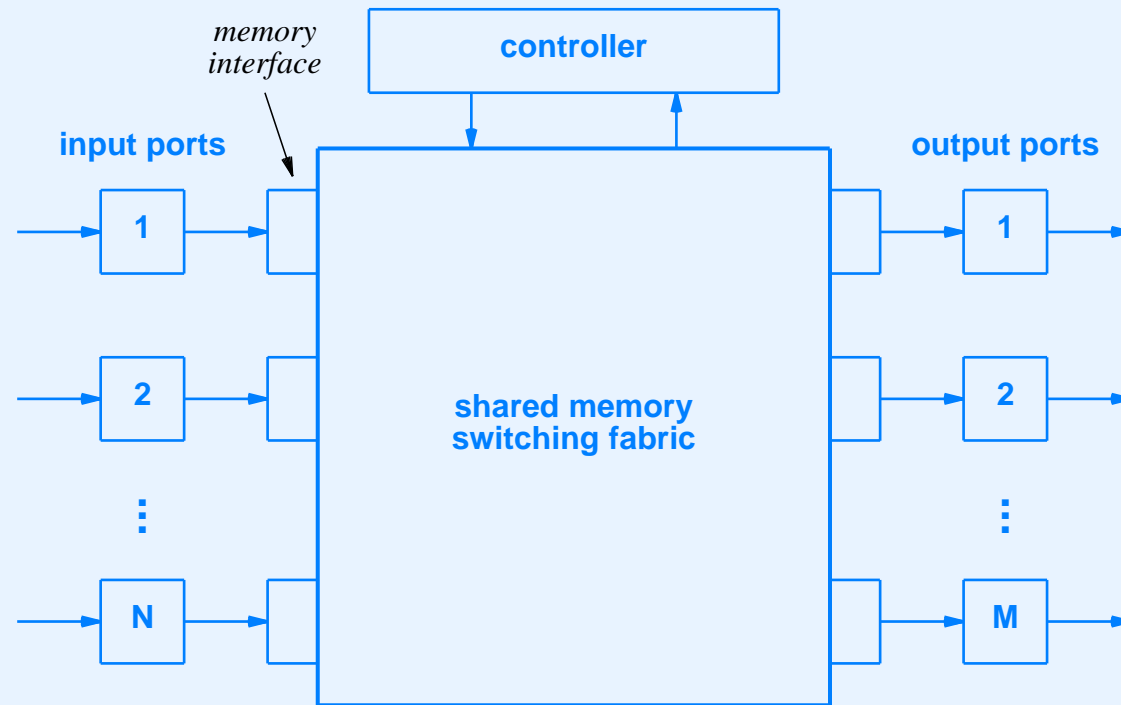 memory
interface
controller
input ports
output ports
1
1
2
2
shared memory
switching fabric
N
M